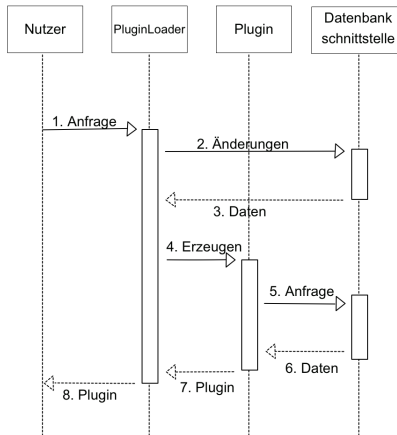 Nutzer
PluginLoader
Plugin
Datenbank
schnittstelle
1. Anfrage
2. Änderungen
3. Daten
4. Erzeugen
5. Anfrage
6. Daten
7. Plugin
8. Plugin